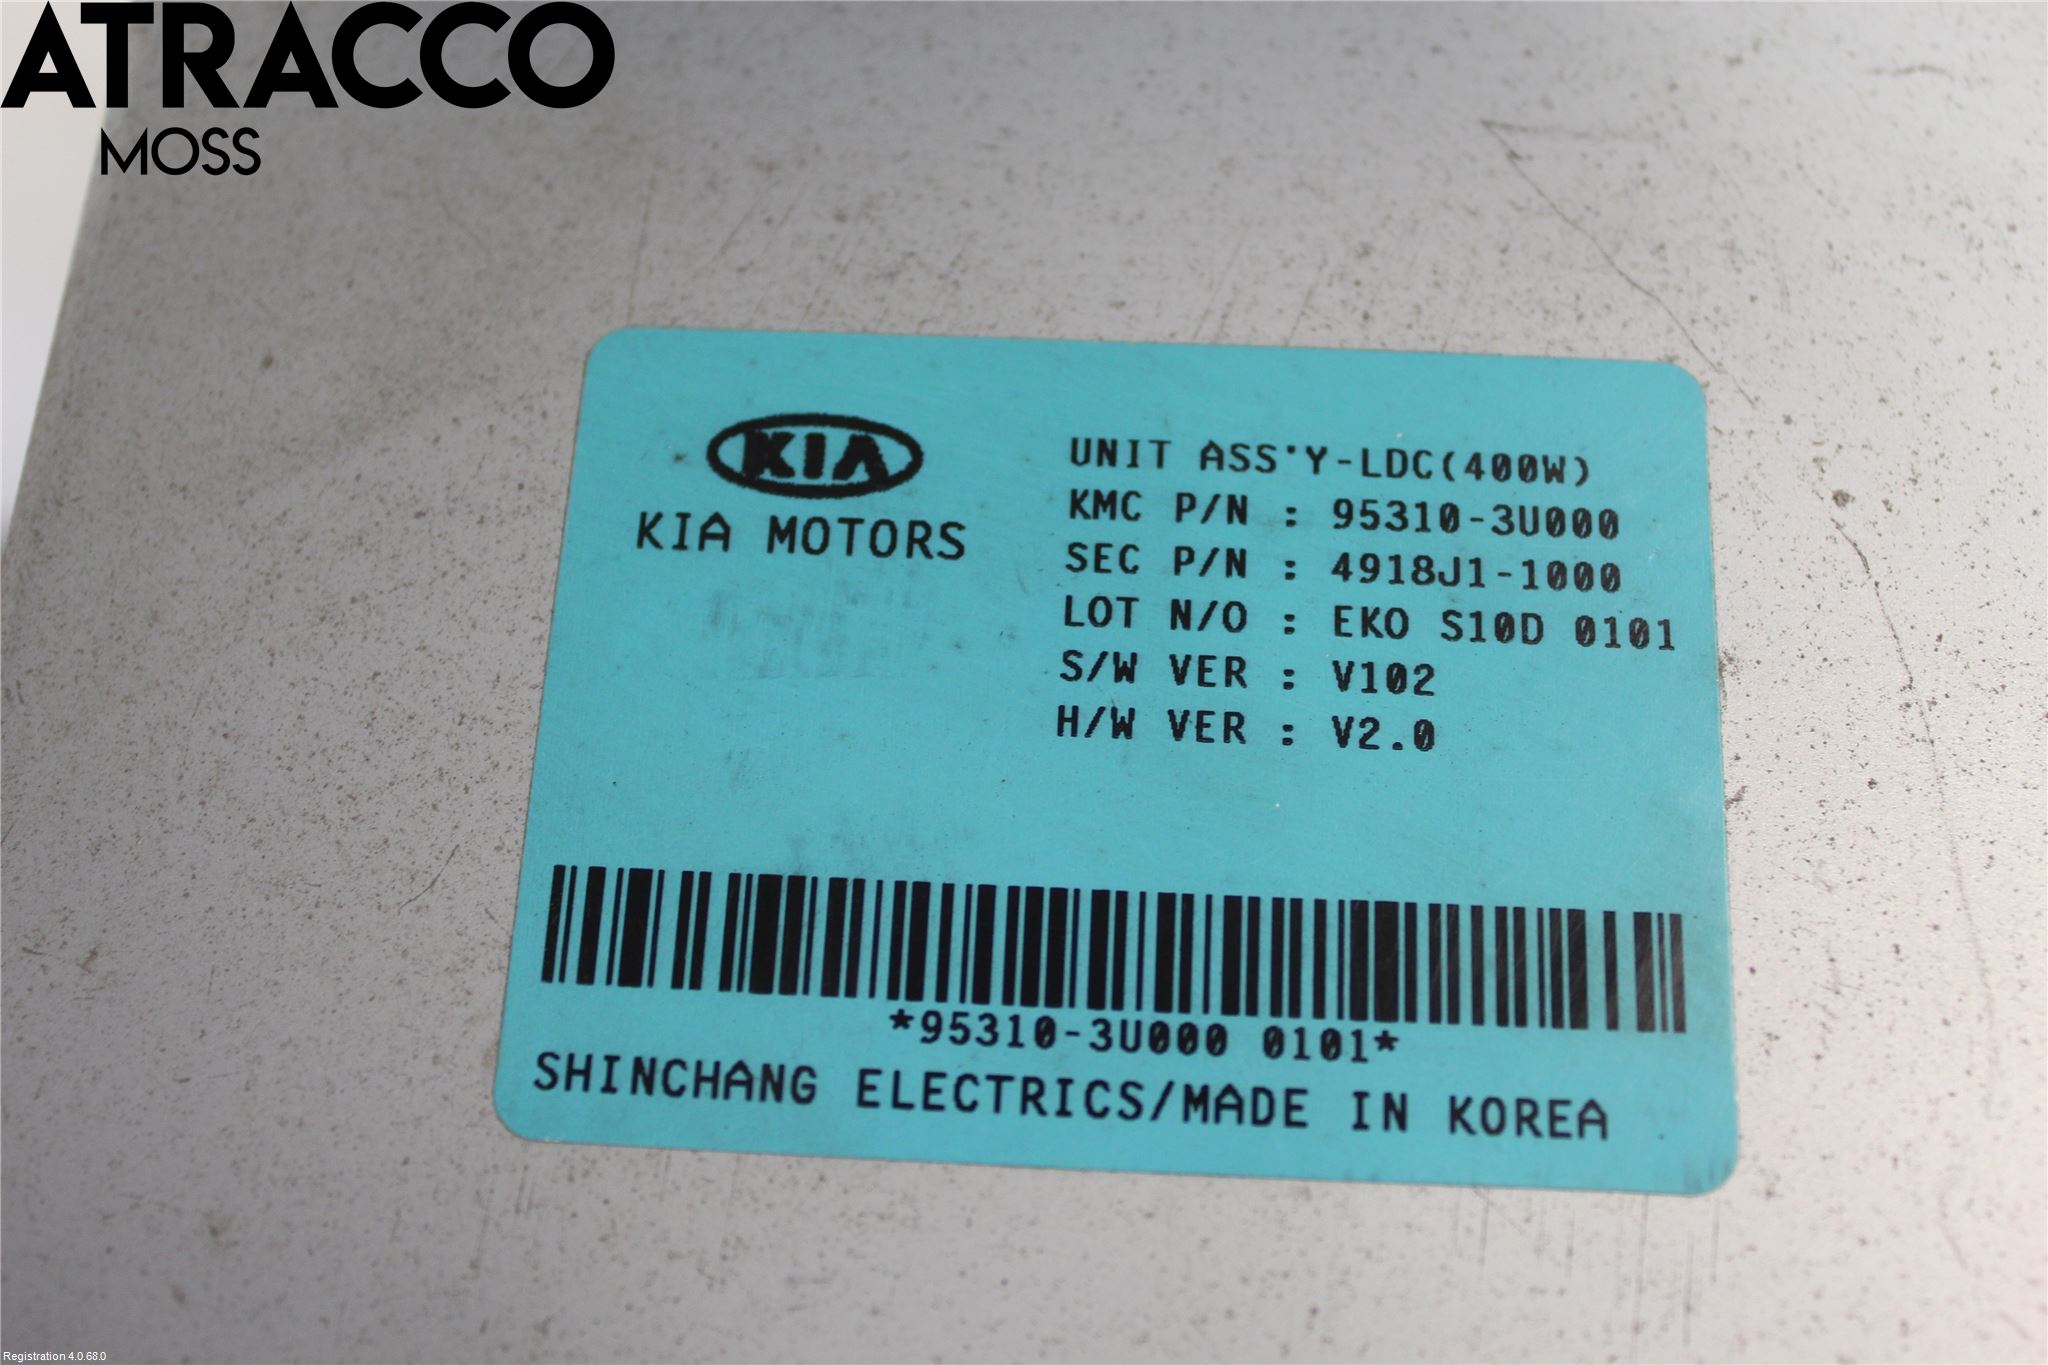 ATRACCO
MOSS
KIA
KIA MOTORS
UNIT ASS'Y-LDC(400W)
KMC P/N : 95310-3U000
SEC P/N : 4918J1-1000
LOT N/O : EKO S10D 0101
S/W VER : V102
H/W VER : V2.0
*95310-3U000 0101*
SHINCHANG ELECTRICS/MADE IN KOREA
Registration 4.0.68.0